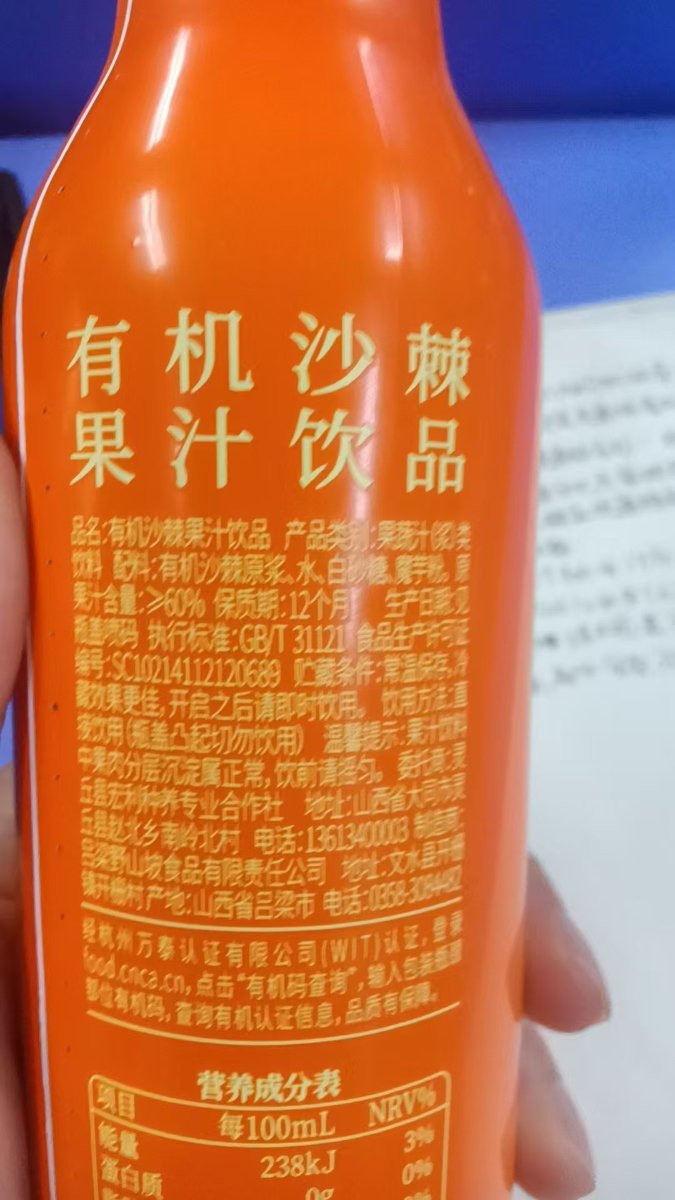 有机沙棘
果汁饮品
品名:有机沙棘果汁饮品 产品类别:果蔬汁(浆)类
饮料 配料:有机沙棘原浆、水、白砂糖、魔芋粉。原
果汁含量:≥60% 保质期:12个月 生产日期:见
瓶盖喷码 执行标准:GB/T 31121 食品生产许可证
编号:SC10214112120689 贮藏条件:常温保存,冷
藏效果更佳,开启之后请即时饮用。 饮用方法:直
接饮用(瓶盖凸起切勿饮用) 温馨提示:果汁饮料
中果肉分层沉淀属正常,饮前请摇匀。 委托商:灵
丘县宏利种养专业合作社 地址:山西省大同市灵
丘县赵北乡南岭北村 电话:13613400003 制造商:
吕梁野山坡食品有限责任公司 地址:文水县开栅
镇开栅村 产地:山西省吕梁市 电话:0358-
经杭州万泰认证有限公司(WIT)认证,登录
food.cnca.cn,点击“有机码查询”,输入包装瓶
部位有机码,查询有机认证信息,品质有保障。
营养成分表
项目 每100mL NRV%
能量 238kJ 3%
蛋白质 0g 0%